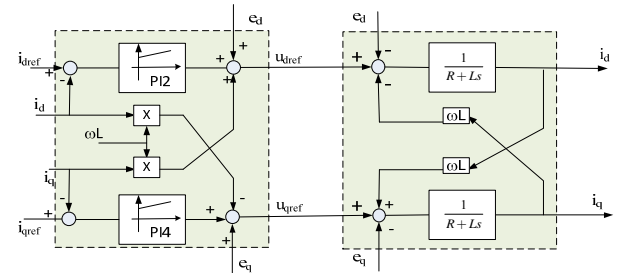 e_d
e_d
+
-
i_dref
+
+
+
u_dref
+
1
R + Ls
i_d
PI2
-
+
-
i_d
X
ωL
ωL
X
ωL
i_q
-
-
+
1
R + Ls
i_q
i_qref
+
+
u_qref
+
PI4
+
-
e_q
e_q